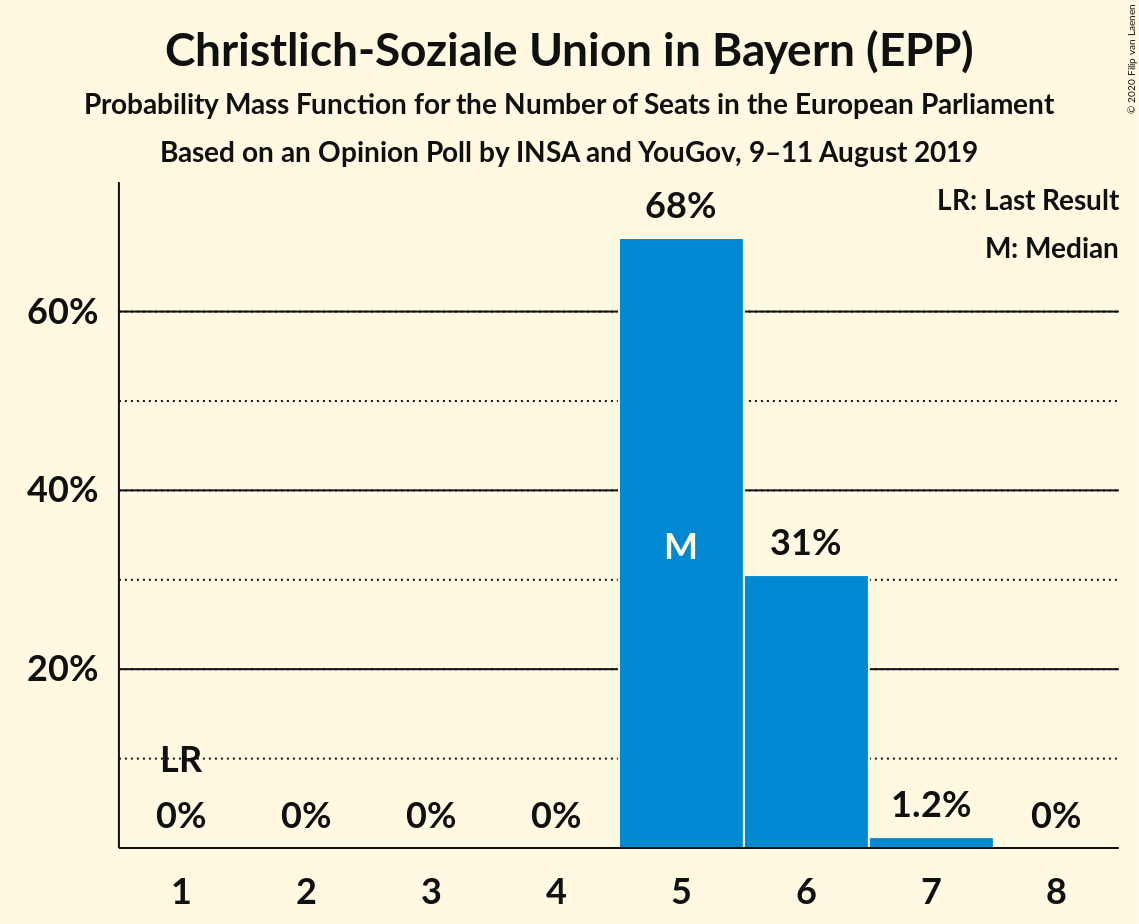 Christlich-Soziale Union in Bayern (EPP)
Probability Mass Function for the Number of Seats in the European Parliament
Based on an Opinion Poll by INSA and YouGov, 9–11 August 2019
© 2020 Filip van Laenen
LR: Last Result
M: Median
68%
60%
40%
M
31%
20%
LR
0%
0%
0%
0%
1.2%
0%
1 2 3 4 5 6 7 8